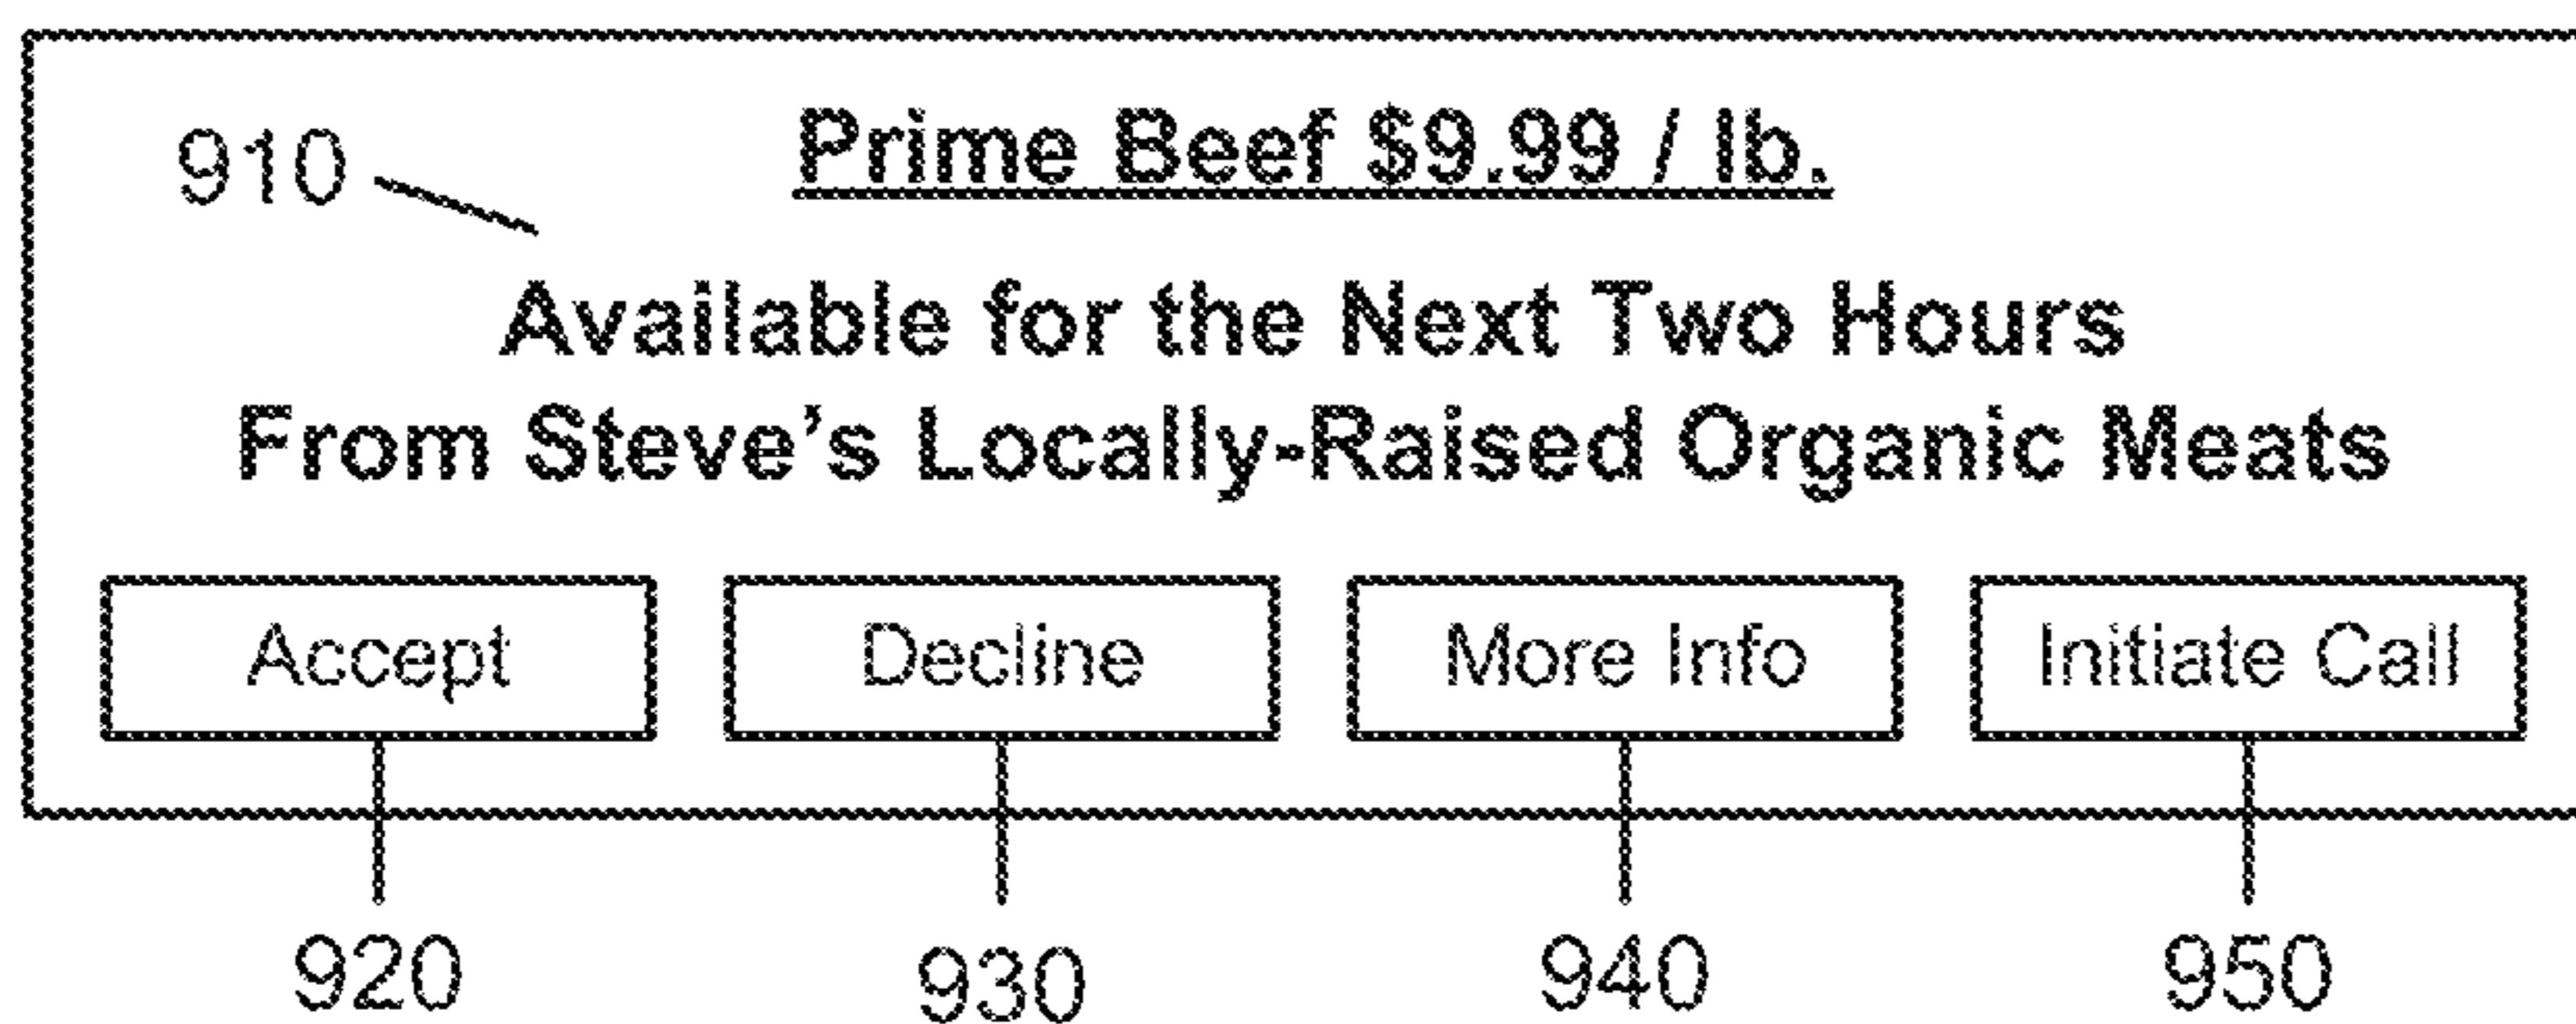 Prime Beef $9.99 / lb.
910
Available for the Next Two Hours
From Steve's Locally-Raised Organic Meats
Accept Decline More Info Initiate Call
920 930 940 950